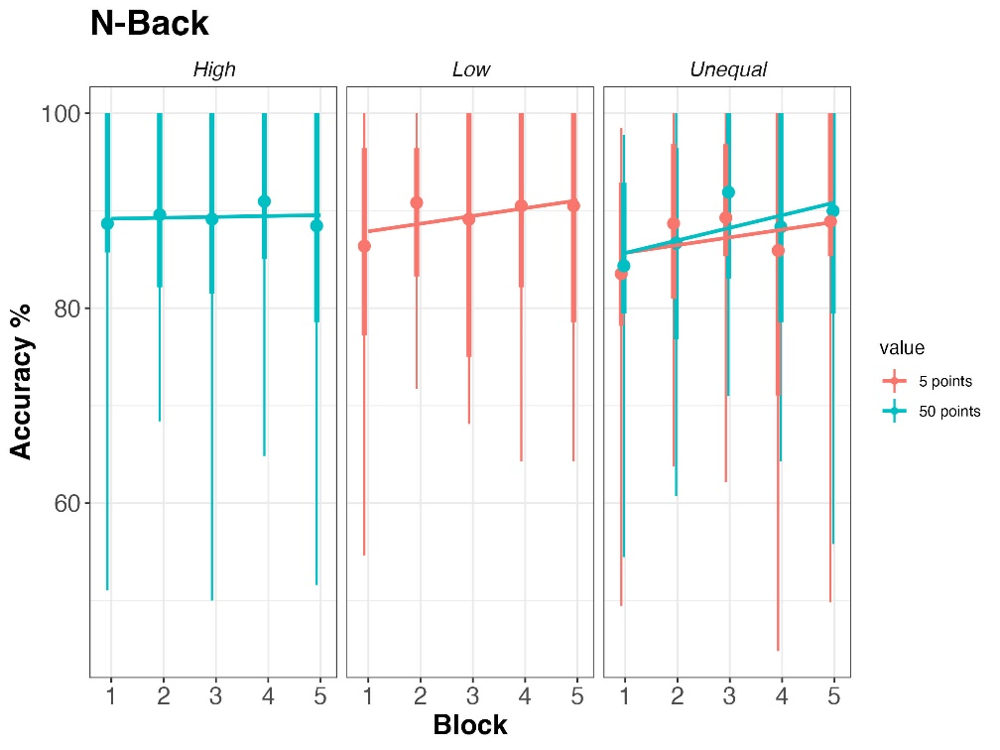 N-Back
High Low Unequal
100
80
60
Accuracy %
1 2 3 4 5 1 2 3 4 5 1 2 3 4 5
Block
value
5 points
50 points